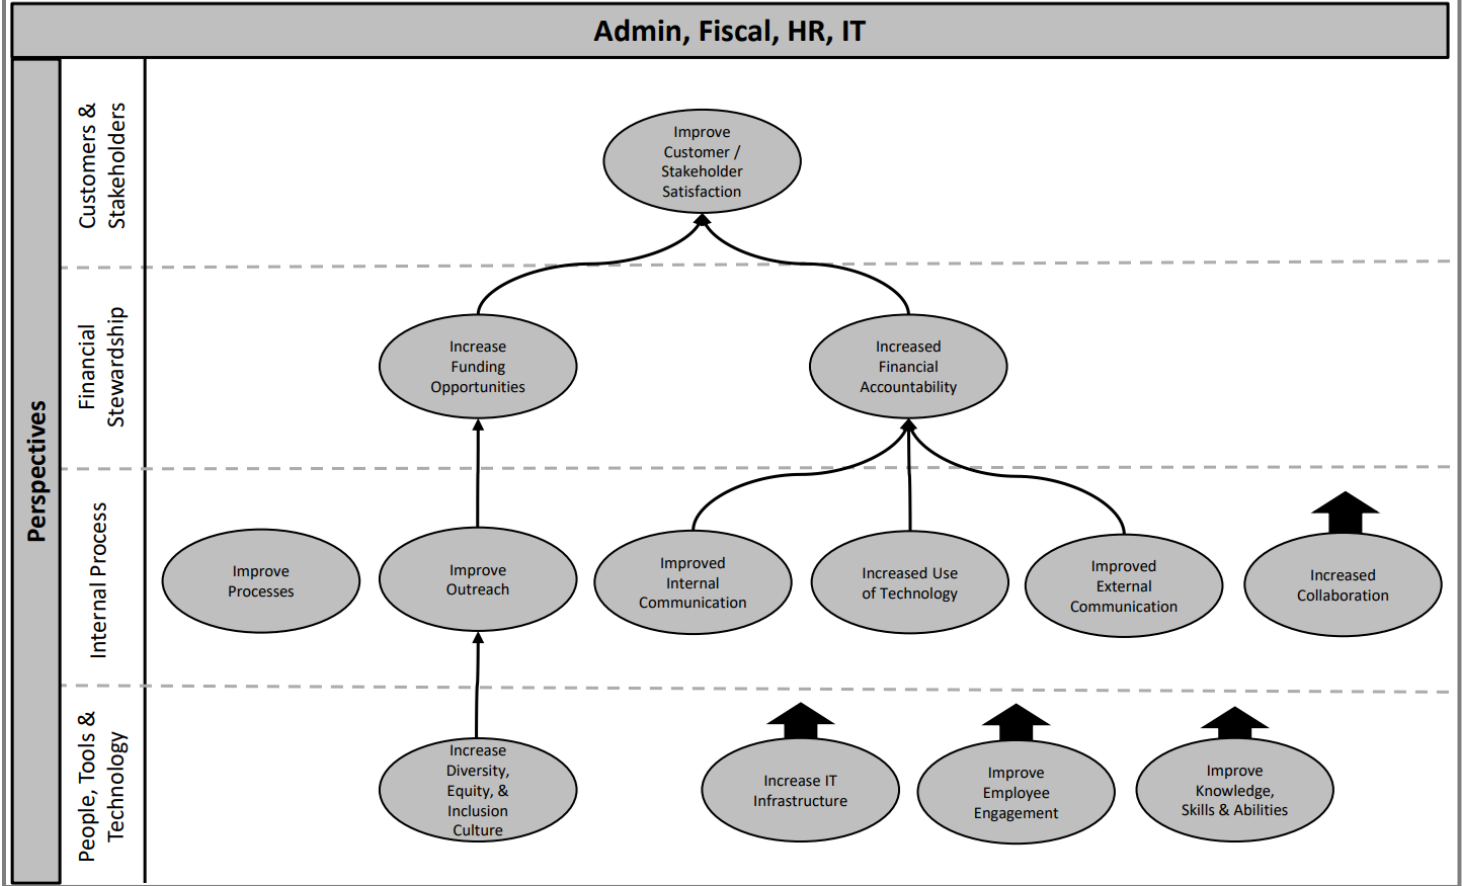 Admin, Fiscal, HR, IT
Perspectives
Customers &
Stakeholders
Improve
Customer /
Stakeholder
Satisfaction
Financial
Stewardship
Increase
Funding
Opportunities
Increased
Financial
Accountability
Internal Process
Improve
Processes
Improve
Outreach
Improved
Internal
Communication
Increased Use
of Technology
Improved
External
Communication
Increased
Collaboration
People, Tools &
Technology
Increase
Diversity,
Equity, &
Inclusion
Culture
Increase IT
Infrastructure
Improve
Employee
Engagement
Improve
Knowledge,
Skills & Abilities